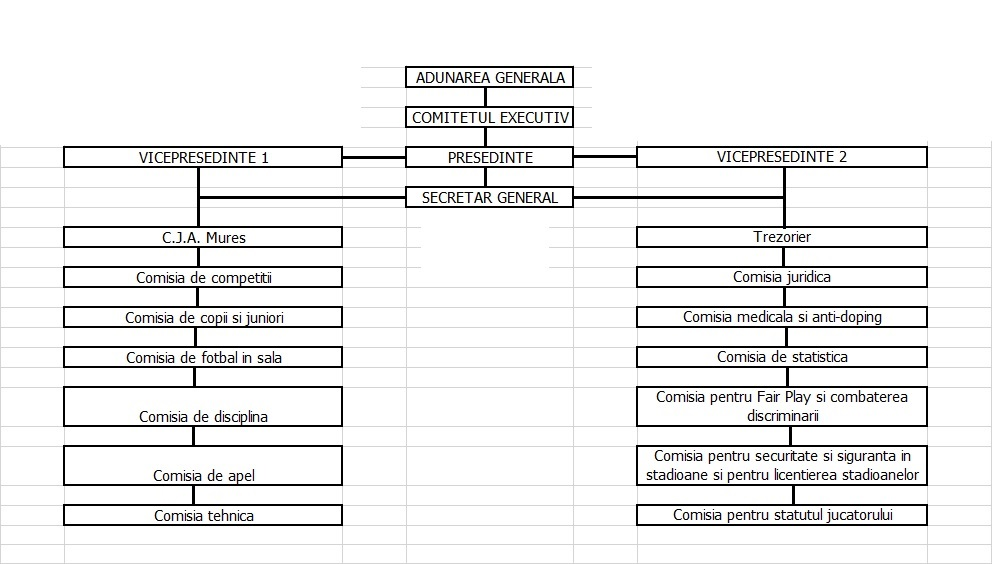 ADUNAREA GENERALA
COMITETUL EXECUTIV
VICEPRESEDINTE 1
PRESEDINTE
VICEPRESEDINTE 2
SECRETAR GENERAL
C.J.A. Mures
Trezorier
Comisia de competitii
Comisia juridica
Comisia de copii si juniori
Comisia medicala si anti-doping
Comisia de fotbal in sala
Comisia de statistica
Comisia de disciplina
Comisia pentru Fair Play si combaterea
discriminarii
Comisia de apel
Comisia pentru securitate si siguranta in
stadioane si pentru licentierea stadioanelor
Comisia tehnica
Comisia pentru statutul jucatorului